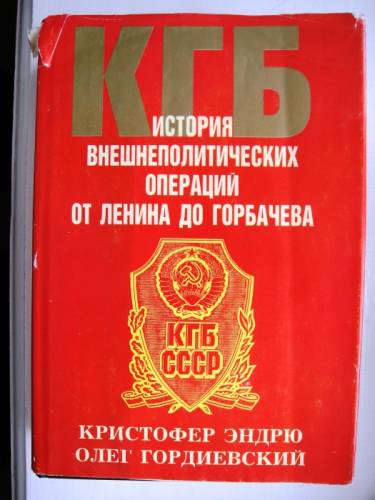 КГБ
ИСТОРИЯ
ВНЕШНЕПОЛИТИЧЕСКИХ
ОПЕРАЦИЙ
ОТ ЛЕНИНА ДО ГОРБАЧЕВА
КГБ
СССР
КРИСТОФЕР ЭНДРЮ
ОЛЕГ ГОРДИЕВСКИЙ